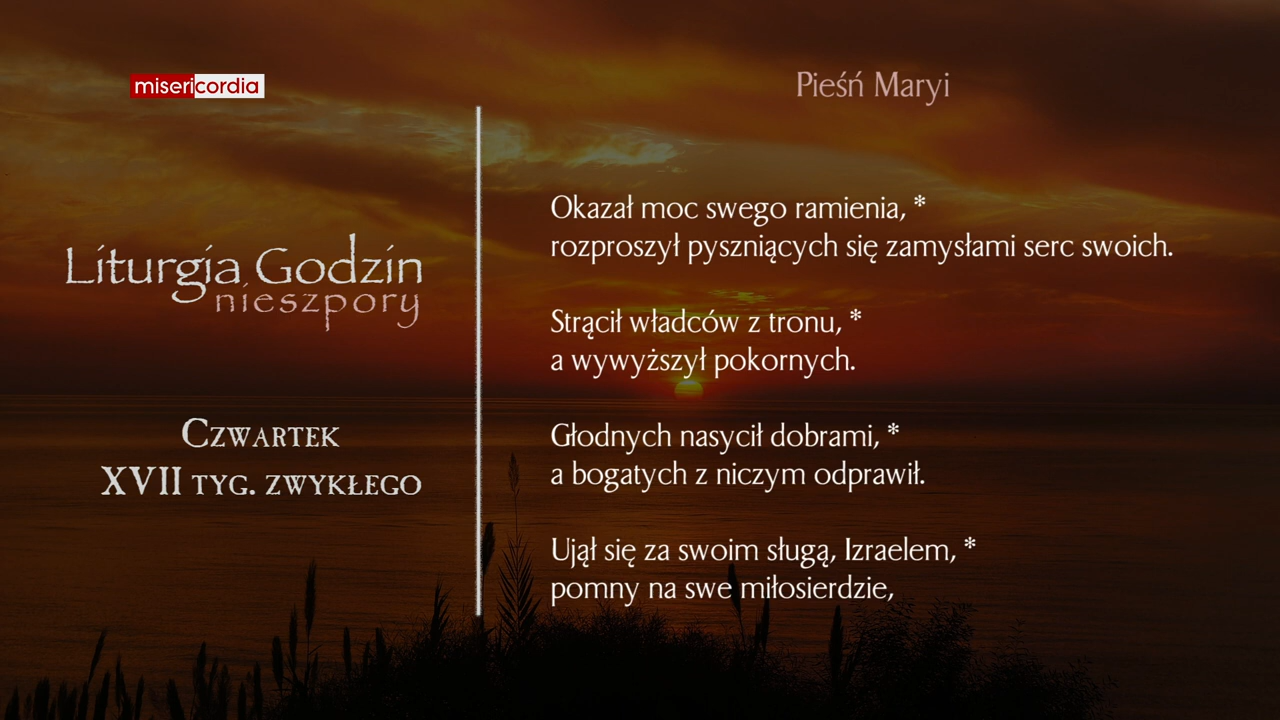 misericordia
Liturgia Godzin
nieszpory
Czwartek
XVII tyg. zwykłego
Pieśń Maryi
Okazał moc swego ramienia, *
rozproszył pyszniących się zamysłami serc swoich.
Strącił władców z tronu, *
a wywyższył pokornych.
Głodnych nasycił dobrami, *
a bogatych z niczym odprawił.
Ujął się za swoim sługą, Izraelem, *
pomny na swe miłosierdzie,